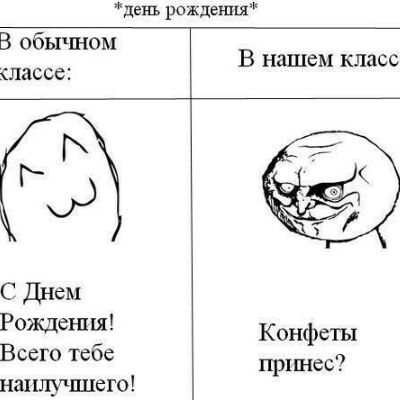 *день рождения*
В обычном
классе:
В нашем класс
С Днем
Рождения!
Всего тебе
наилучшего!
Конфеты
принес?